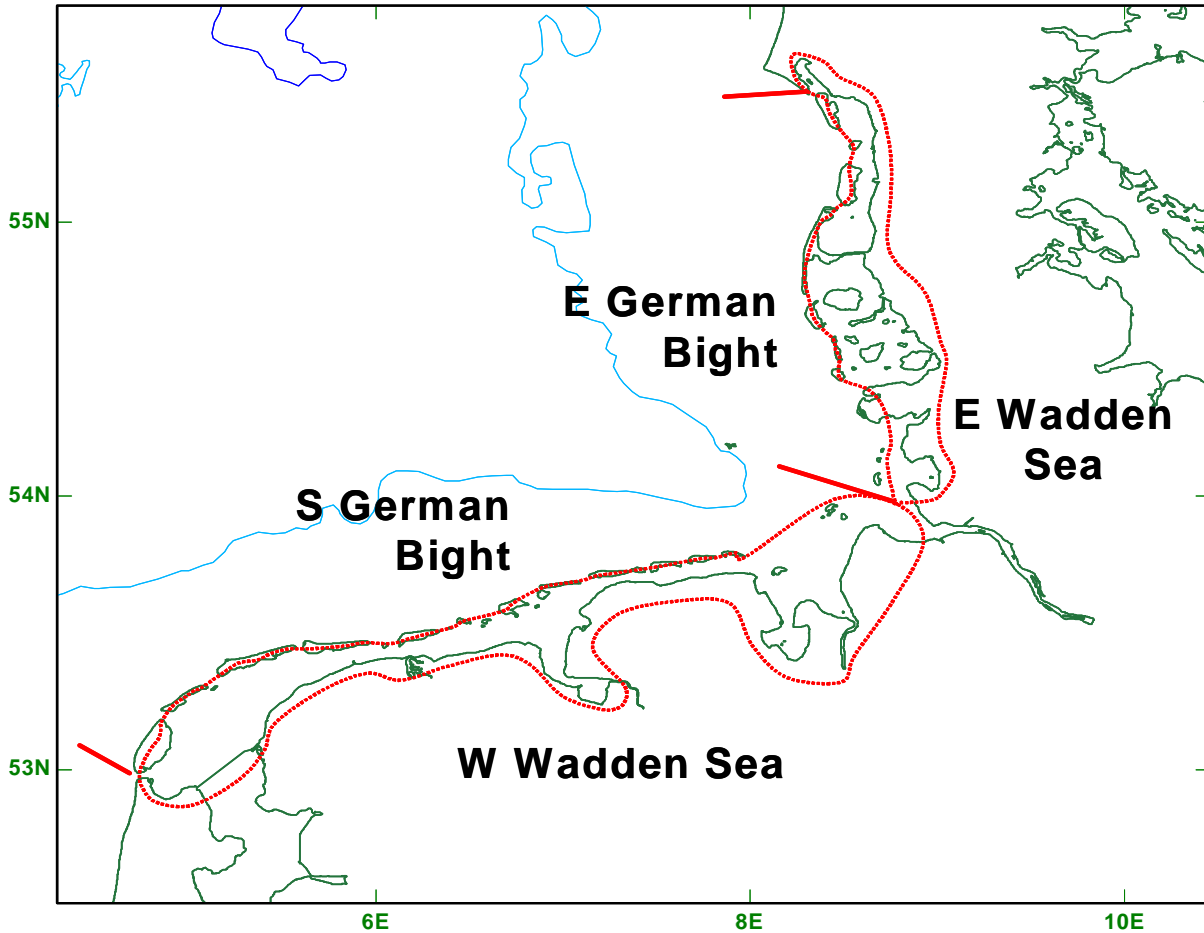 55N
E German
Bight
E Wadden
Sea
54N
S German
Bight
53N
W Wadden Sea
6E
8E
10E